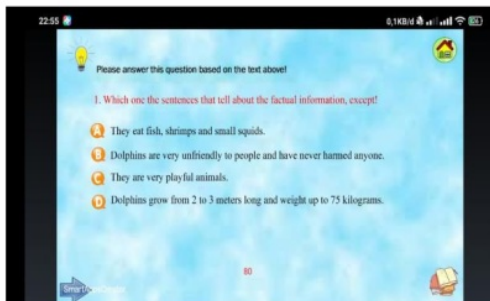 22:55
0,1KB/d
Please answer this question based on the text above!
1. Which one the sentences that tell about the factual information, except!
A They eat fish, shrimps and small squids.
B Dolphins are very unfriendly to people and have never harmed anyone.
C They are very playful animals.
D Dolphins grow from 2 to 3 meters long and weight up to 75 kilograms.
80